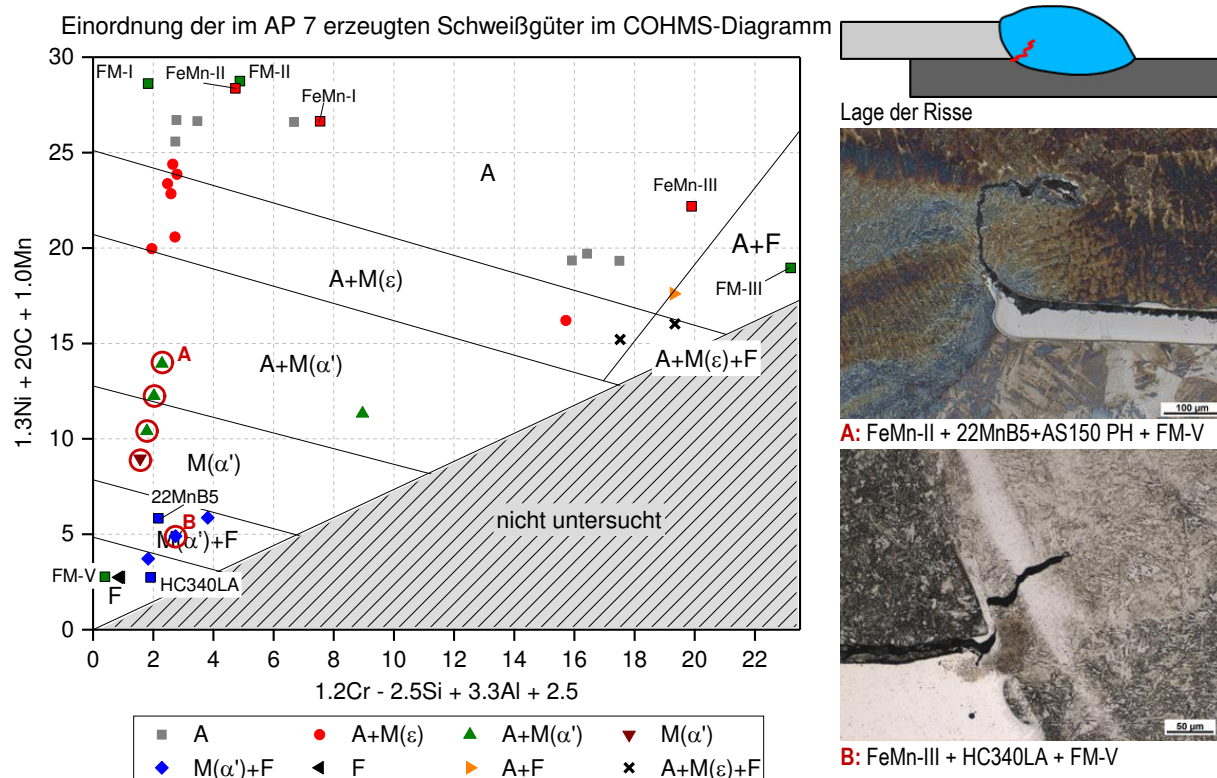 Einordnung der im AP 7 erzeugten Schweißgüter im COHMS-Diagramm
30
25
20
15
10
5
0
1.3Ni + 20C + 1.0Mn
FM-I
FeMn-II
FM-II
FeMn-I
A
FeMn-III
A+F
FM-III
A+M(ε)
A
A+M(α')
A+M(ε)+F
M(α')
22MnB5
B
M(α')+F
nicht untersucht
FM-V
F
HC340LA
0 2 4 6 8 10 12 14 16 18 20 22
1.2Cr - 2.5Si + 3.3Al + 2.5
A A+M(ε) A+M(α') M(α')
M(α')+F F A+F A+M(ε)+F
Lage der Risse
100 µm
A: FeMn-II + 22MnB5+AS150 PH + FM-V
50 µm
B: FeMn-III + HC340LA + FM-V